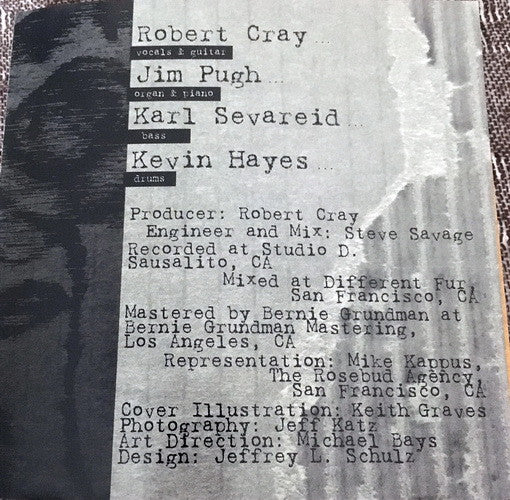 Robert Cray...
vocals & guitar
Jim Pugh...
organ & piano
Karl Sevareid...
bass
Kevin Hayes...
drums
Producer: Robert Cray
Engineer and Mix: Steve Savage
Recorded at Studio D.
Sausalito, CA
Mixed at Different Fur,
San Francisco, CA
Mastered by Bernie Grundman at
Bernie Grundman Mastering,
Los Angeles, CA
Representation: Mike Kappus,
The Rosebud Agency,
San Francisco, CA
Cover Illustration: Keith Graves
Photography: Jeff Katz
Art Direction: Michael Bays
Design: Jeffrey L. Schulz